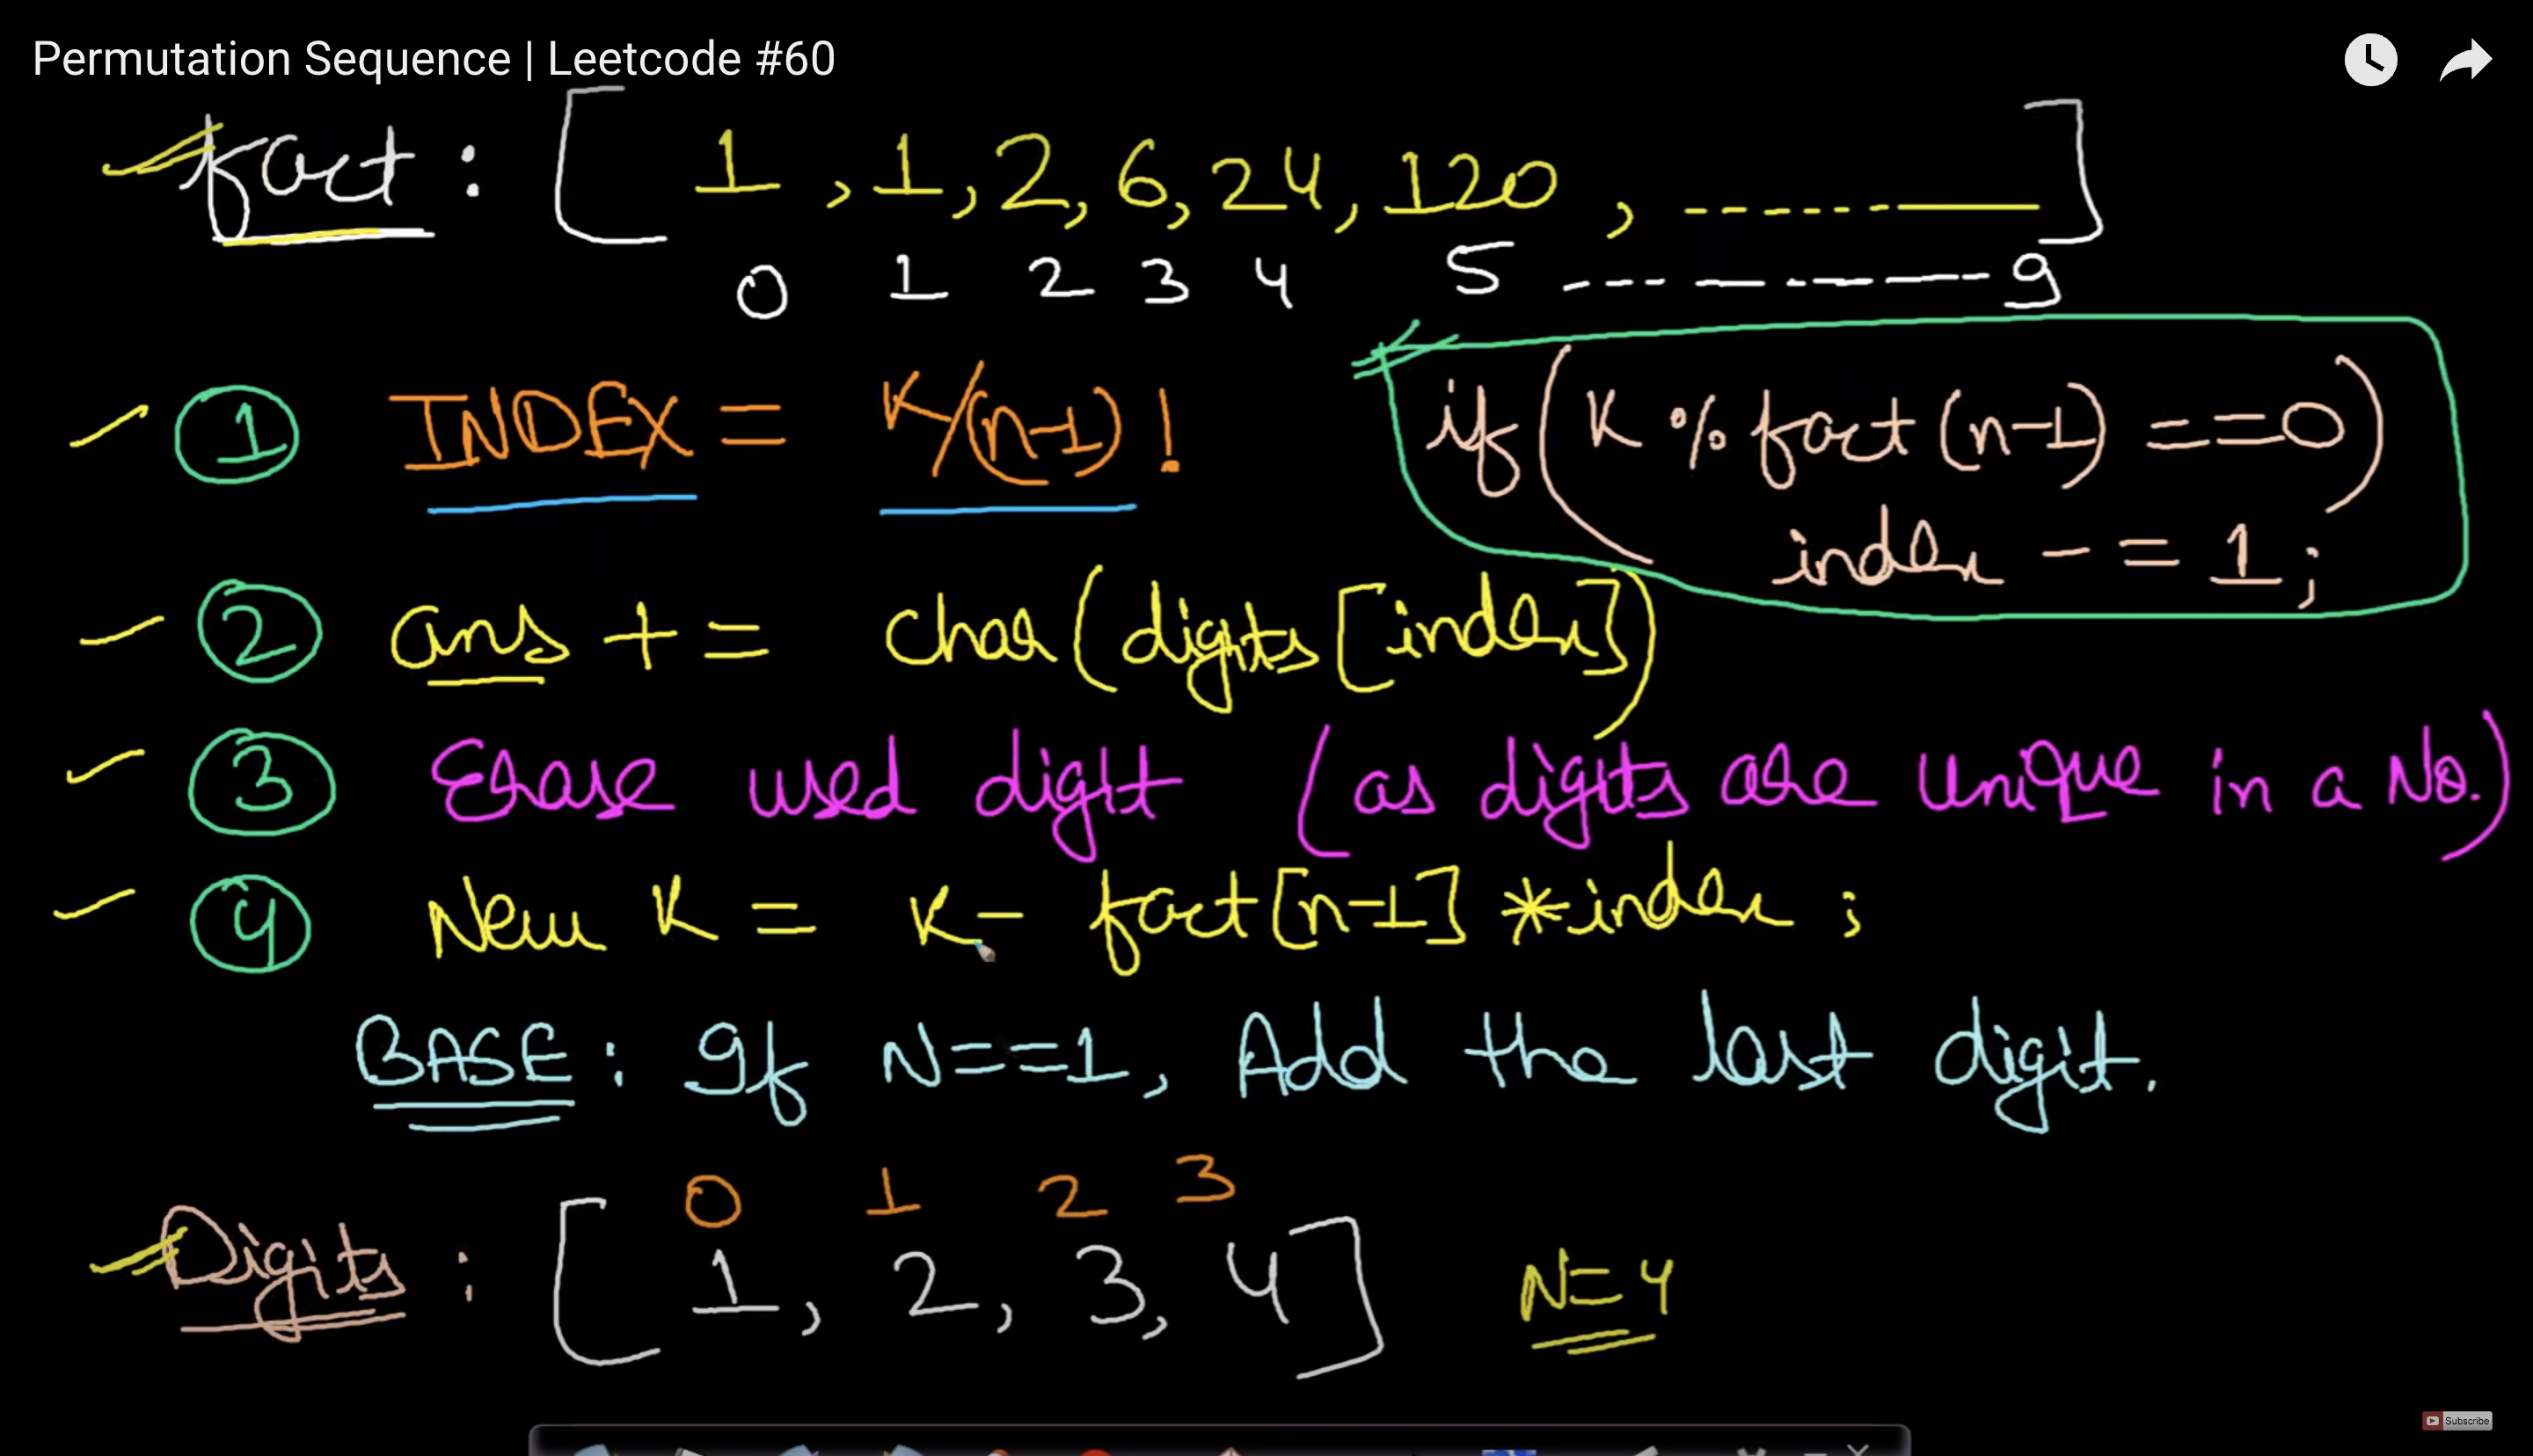 Permutation Sequence | Leetcode #60
fact : [ 1 , 1, 2, 6, 24, 120 , ------- ]
0 1 2 3 4 5 --------- 9
1 INDEX = K/(n-1)!
if ( K % fact (n-1) ==0)
index -= 1;
2 ans += char(digits[index])
3 Erase used digit (as digits are unique in a No.)
4 New K = K- fact[n-1] *index ;
BASE : If N==1, Add the last digit.
0 1 2 3
Digits : [ 1, 2, 3, 4 ] N=4
Subscribe